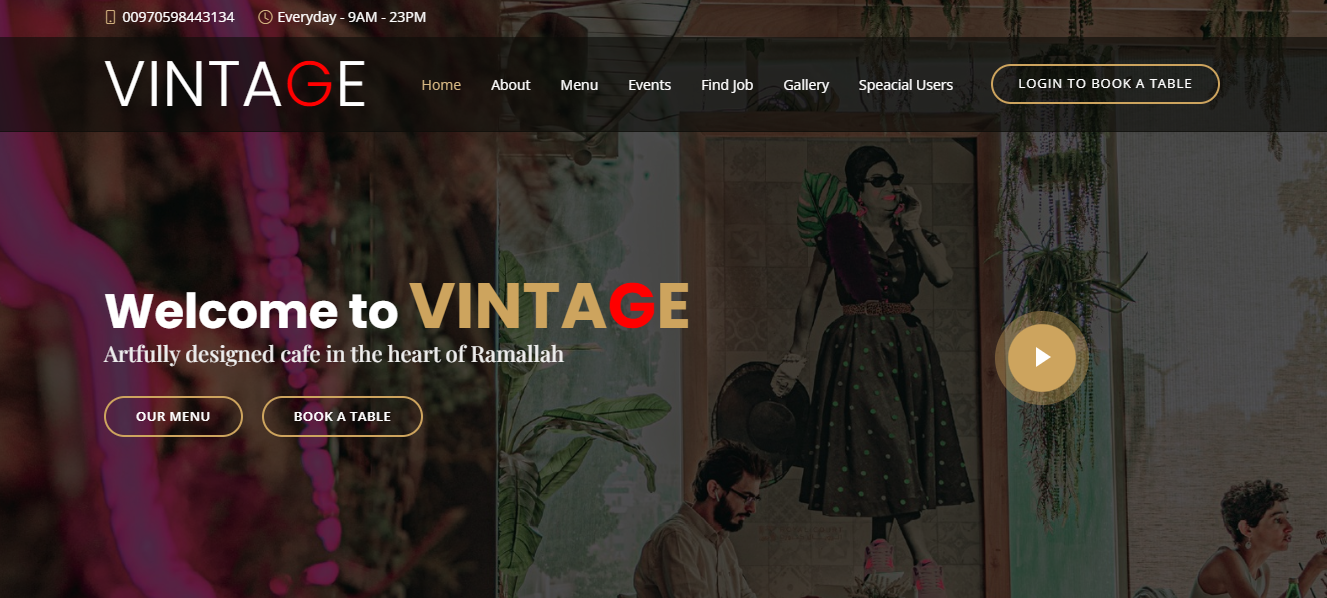 00970598443134 Everyday - 9AM - 23PM
VINTAGE Home About Menu Events Find Job Gallery Speacial Users LOGIN TO BOOK A TABLE
Welcome to VINTAGE
Artfully designed cafe in the heart of Ramallah
OUR MENU BOOK A TABLE